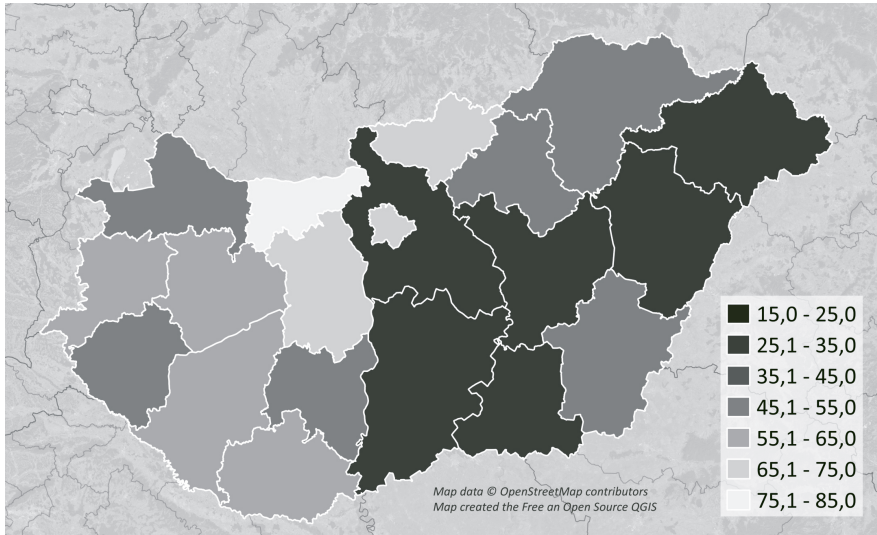 15,0 - 25,0
25,1 - 35,0
35,1 - 45,0
45,1 - 55,0
55,1 - 65,0
65,1 - 75,0
75,1 - 85,0
Map data © OpenStreetMap contributors
Map created the Free an Open Source QGIS